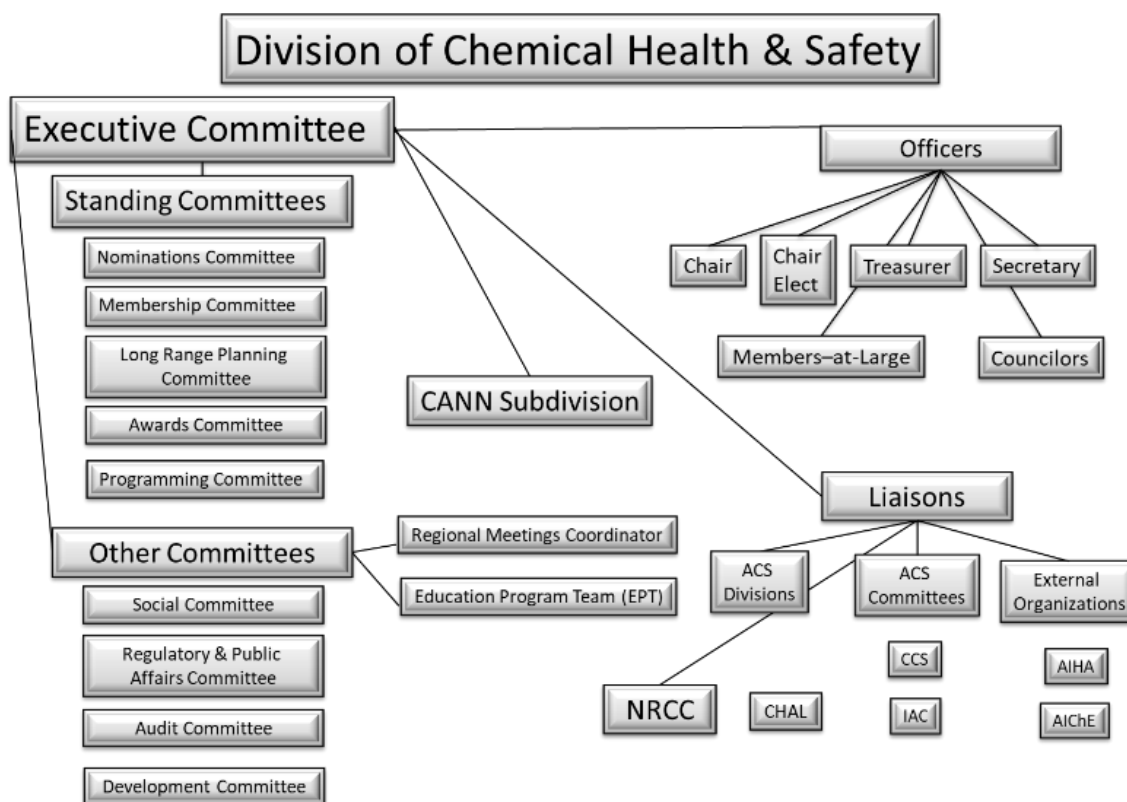 Division of Chemical Health & Safety
Executive Committee
Officers
Standing Committees
Nominations Committee
Membership Committee
Long Range Planning
Committee
Awards Committee
Programming Committee
Chair
Chair
Elect
Treasurer
Secretary
Members–at-Large
Councilors
CANN Subdivision
Liaisons
Other Committees
Regional Meetings Coordinator
Education Program Team (EPT)
Social Committee
Regulatory & Public
Affairs Committee
Audit Committee
Development Committee
ACS
Divisions
ACS
Committees
External
Organizations
NRCC
CHAL
CCS
IAC
AIHA
AIChE